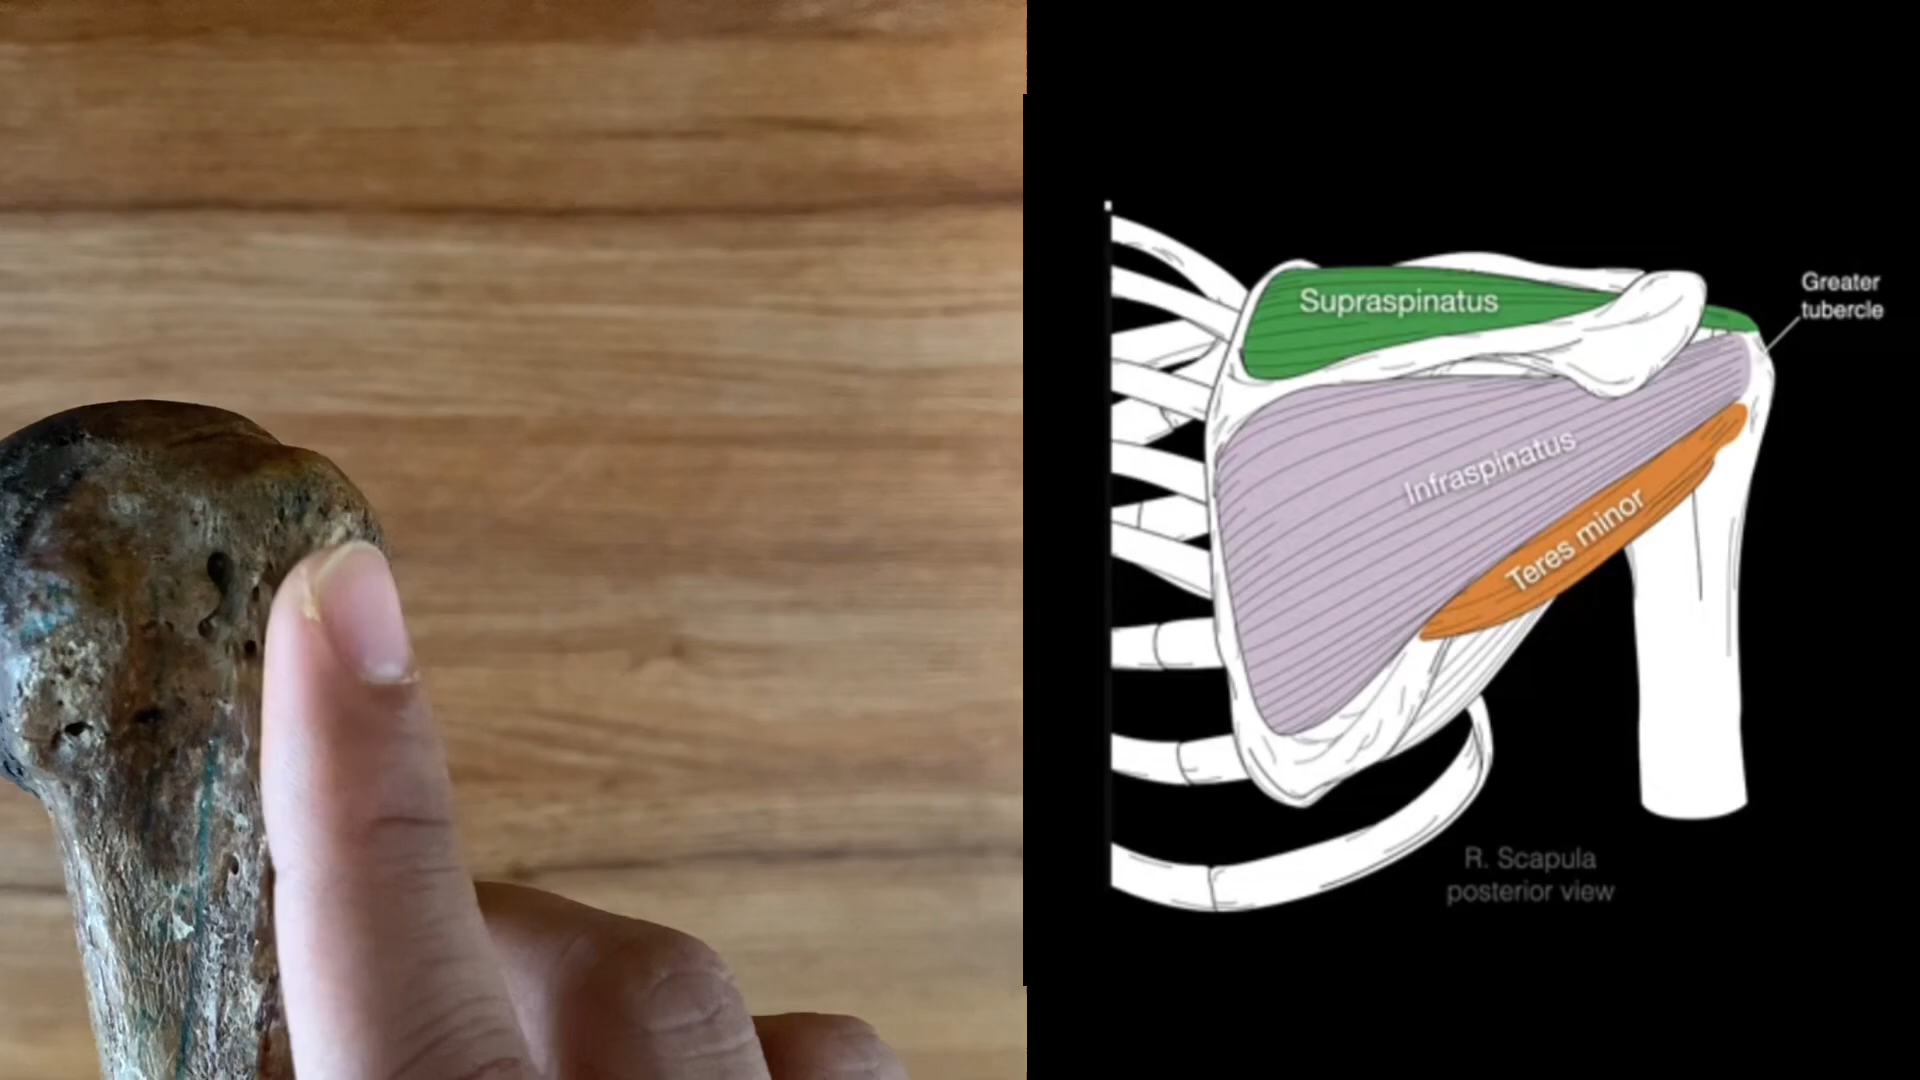 Supraspinatus
Greater
tubercle
Infraspinatus
Teres minor
R. Scapula
posterior view